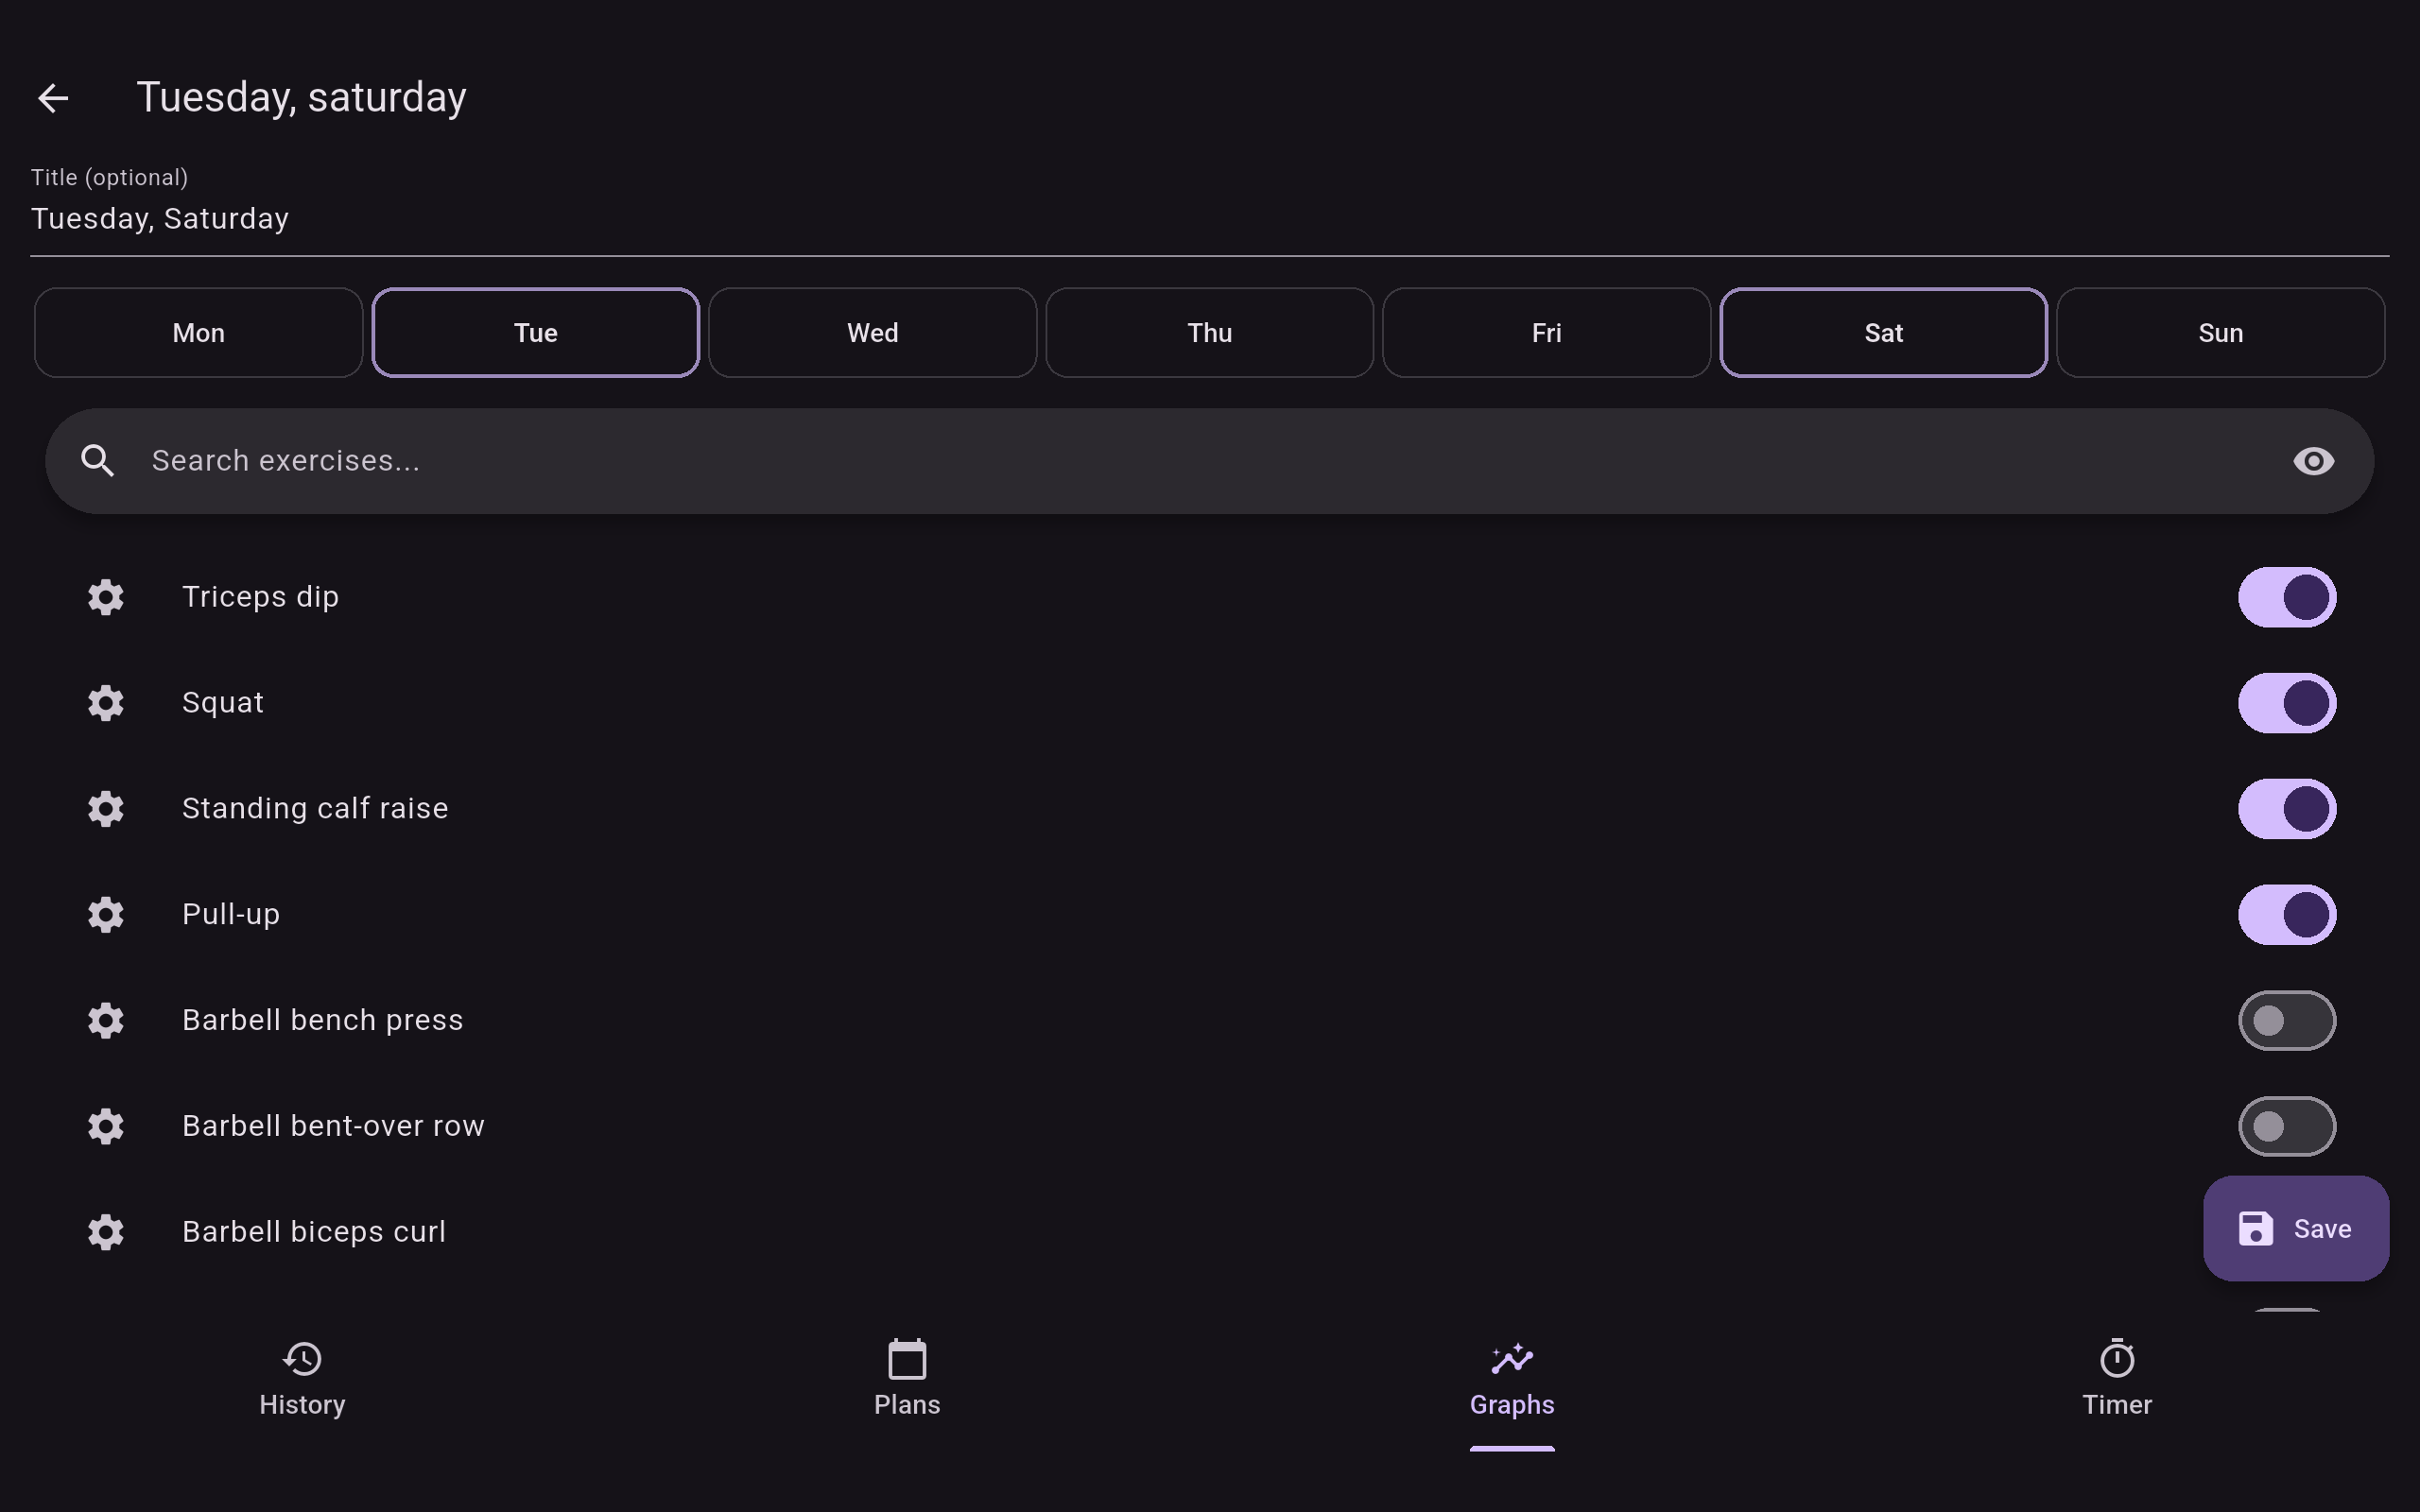 Tuesday, saturday
Title (optional)
Tuesday, Saturday
Mon Tue Wed Thu Fri Sat Sun
Search exercises...
Triceps dip
Squat
Standing calf raise
Pull-up
Barbell bench press
Barbell bent-over row
Barbell biceps curl
Save
History Plans Graphs Timer